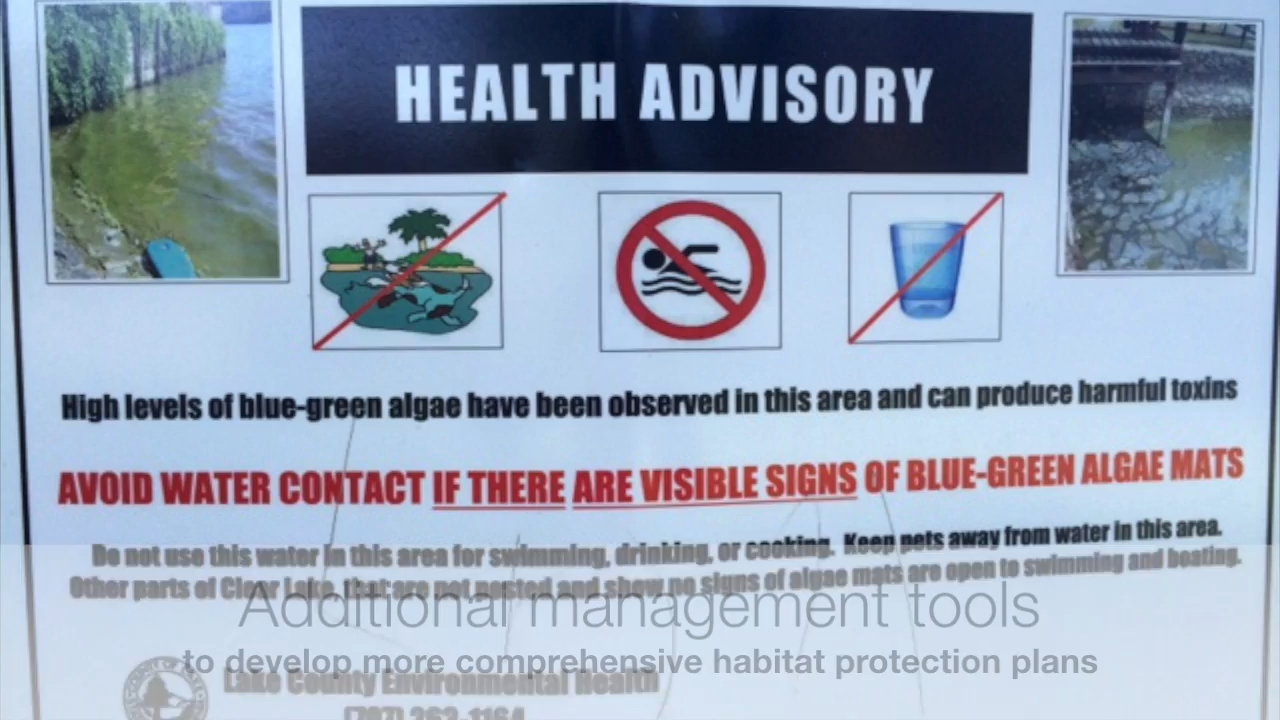 HEALTH ADVISORY
High levels of blue-green algae have been observed in this area and can produce harmful toxins
AVOID WATER CONTACT IF THERE ARE VISIBLE SIGNS OF BLUE-GREEN ALGAE MATS
Do not use this water in this area for swimming, drinking, or cooking. Keep pets away from water in this area.
Other parts of Clear Lake that are not posted and show no signs of algae mats are open to swimming and boating.
Additional management tools
to develop more comprehensive habitat protection plans
Lake County Environmental Health
(707) 263-1164